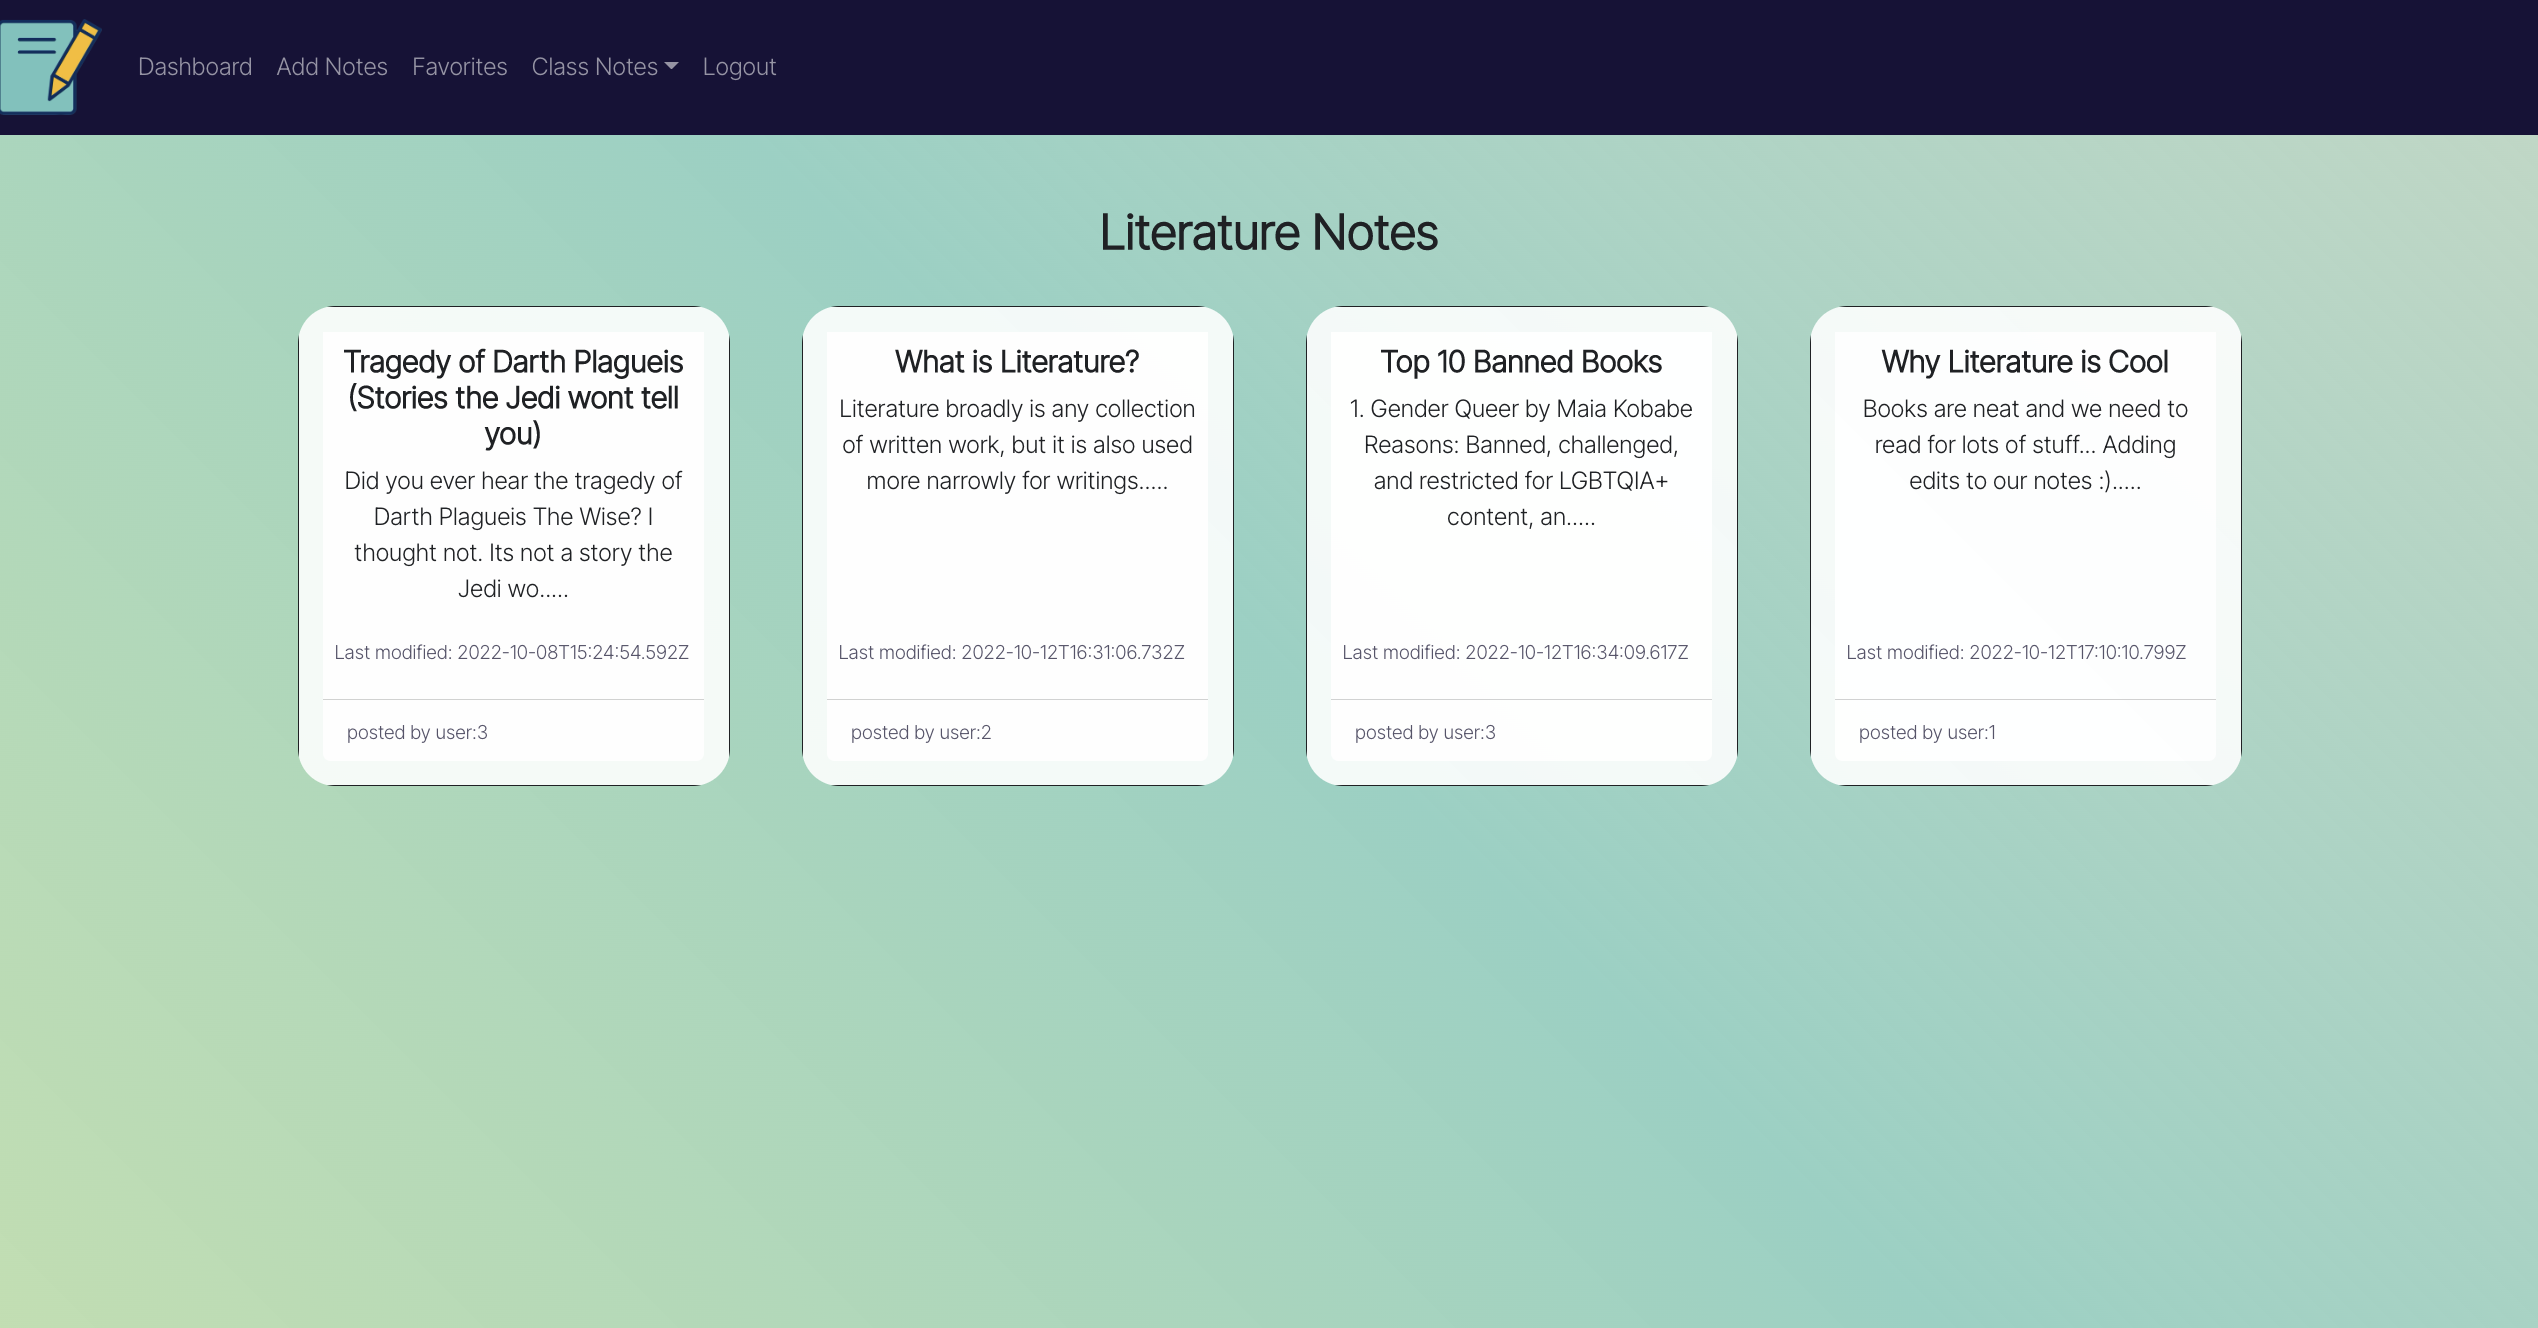 Dashboard Add Notes Favorites Class Notes Logout
Literature Notes
Tragedy of Darth Plagueis
(Stories the Jedi wont tell
you)
Did you ever hear the tragedy of
Darth Plagueis The Wise? I
thought not. Its not a story the
Jedi wo.....
Last modified: 2022-10-08T15:24:54.592Z
posted by user:3
What is Literature?
Literature broadly is any collection
of written work, but it is also used
more narrowly for writings.....
Last modified: 2022-10-12T16:31:06.732Z
posted by user:2
Top 10 Banned Books
1. Gender Queer by Maia Kobabe
Reasons: Banned, challenged,
and restricted for LGBTQIA+
content, an.....
Last modified: 2022-10-12T16:34:09.617Z
posted by user:3
Why Literature is Cool
Books are neat and we need to
read for lots of stuff... Adding
edits to our notes :).....
Last modified: 2022-10-12T17:10:10.799Z
posted by user:1